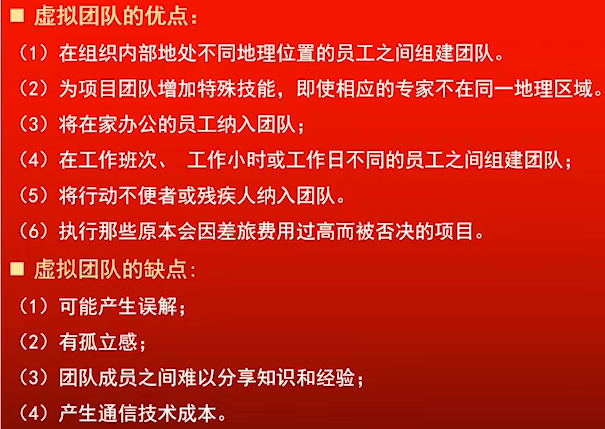 虚拟团队的优点：
（1）在组织内部地处不同地理位置的员工之间组建团队。
（2）为项目团队增加特殊技能，即使相应的专家不在同一地理区域。
（3）将在家办公的员工纳入团队；
（4）在工作班次、 工作小时或工作日不同的员工之间组建团队；
（5）将行动不便者或残疾人纳入团队。
（6）执行那些原本会因差旅费用过高而被否决的项目。
虚拟团队的缺点:
（1）可能产生误解；
（2）有孤立感；
（3）团队成员之间难以分享知识和经验；
（4）产生通信技术成本。